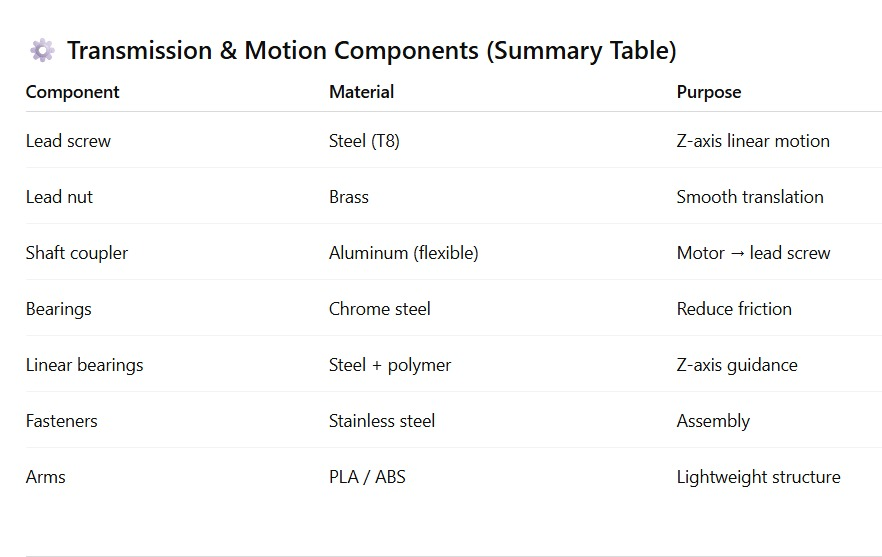 Transmission & Motion Components (Summary Table)
Component Material Purpose
Lead screw Steel (T8) Z-axis linear motion
Lead nut Brass Smooth translation
Shaft coupler Aluminum (flexible) Motor → lead screw
Bearings Chrome steel Reduce friction
Linear bearings Steel + polymer Z-axis guidance
Fasteners Stainless steel Assembly
Arms PLA / ABS Lightweight structure